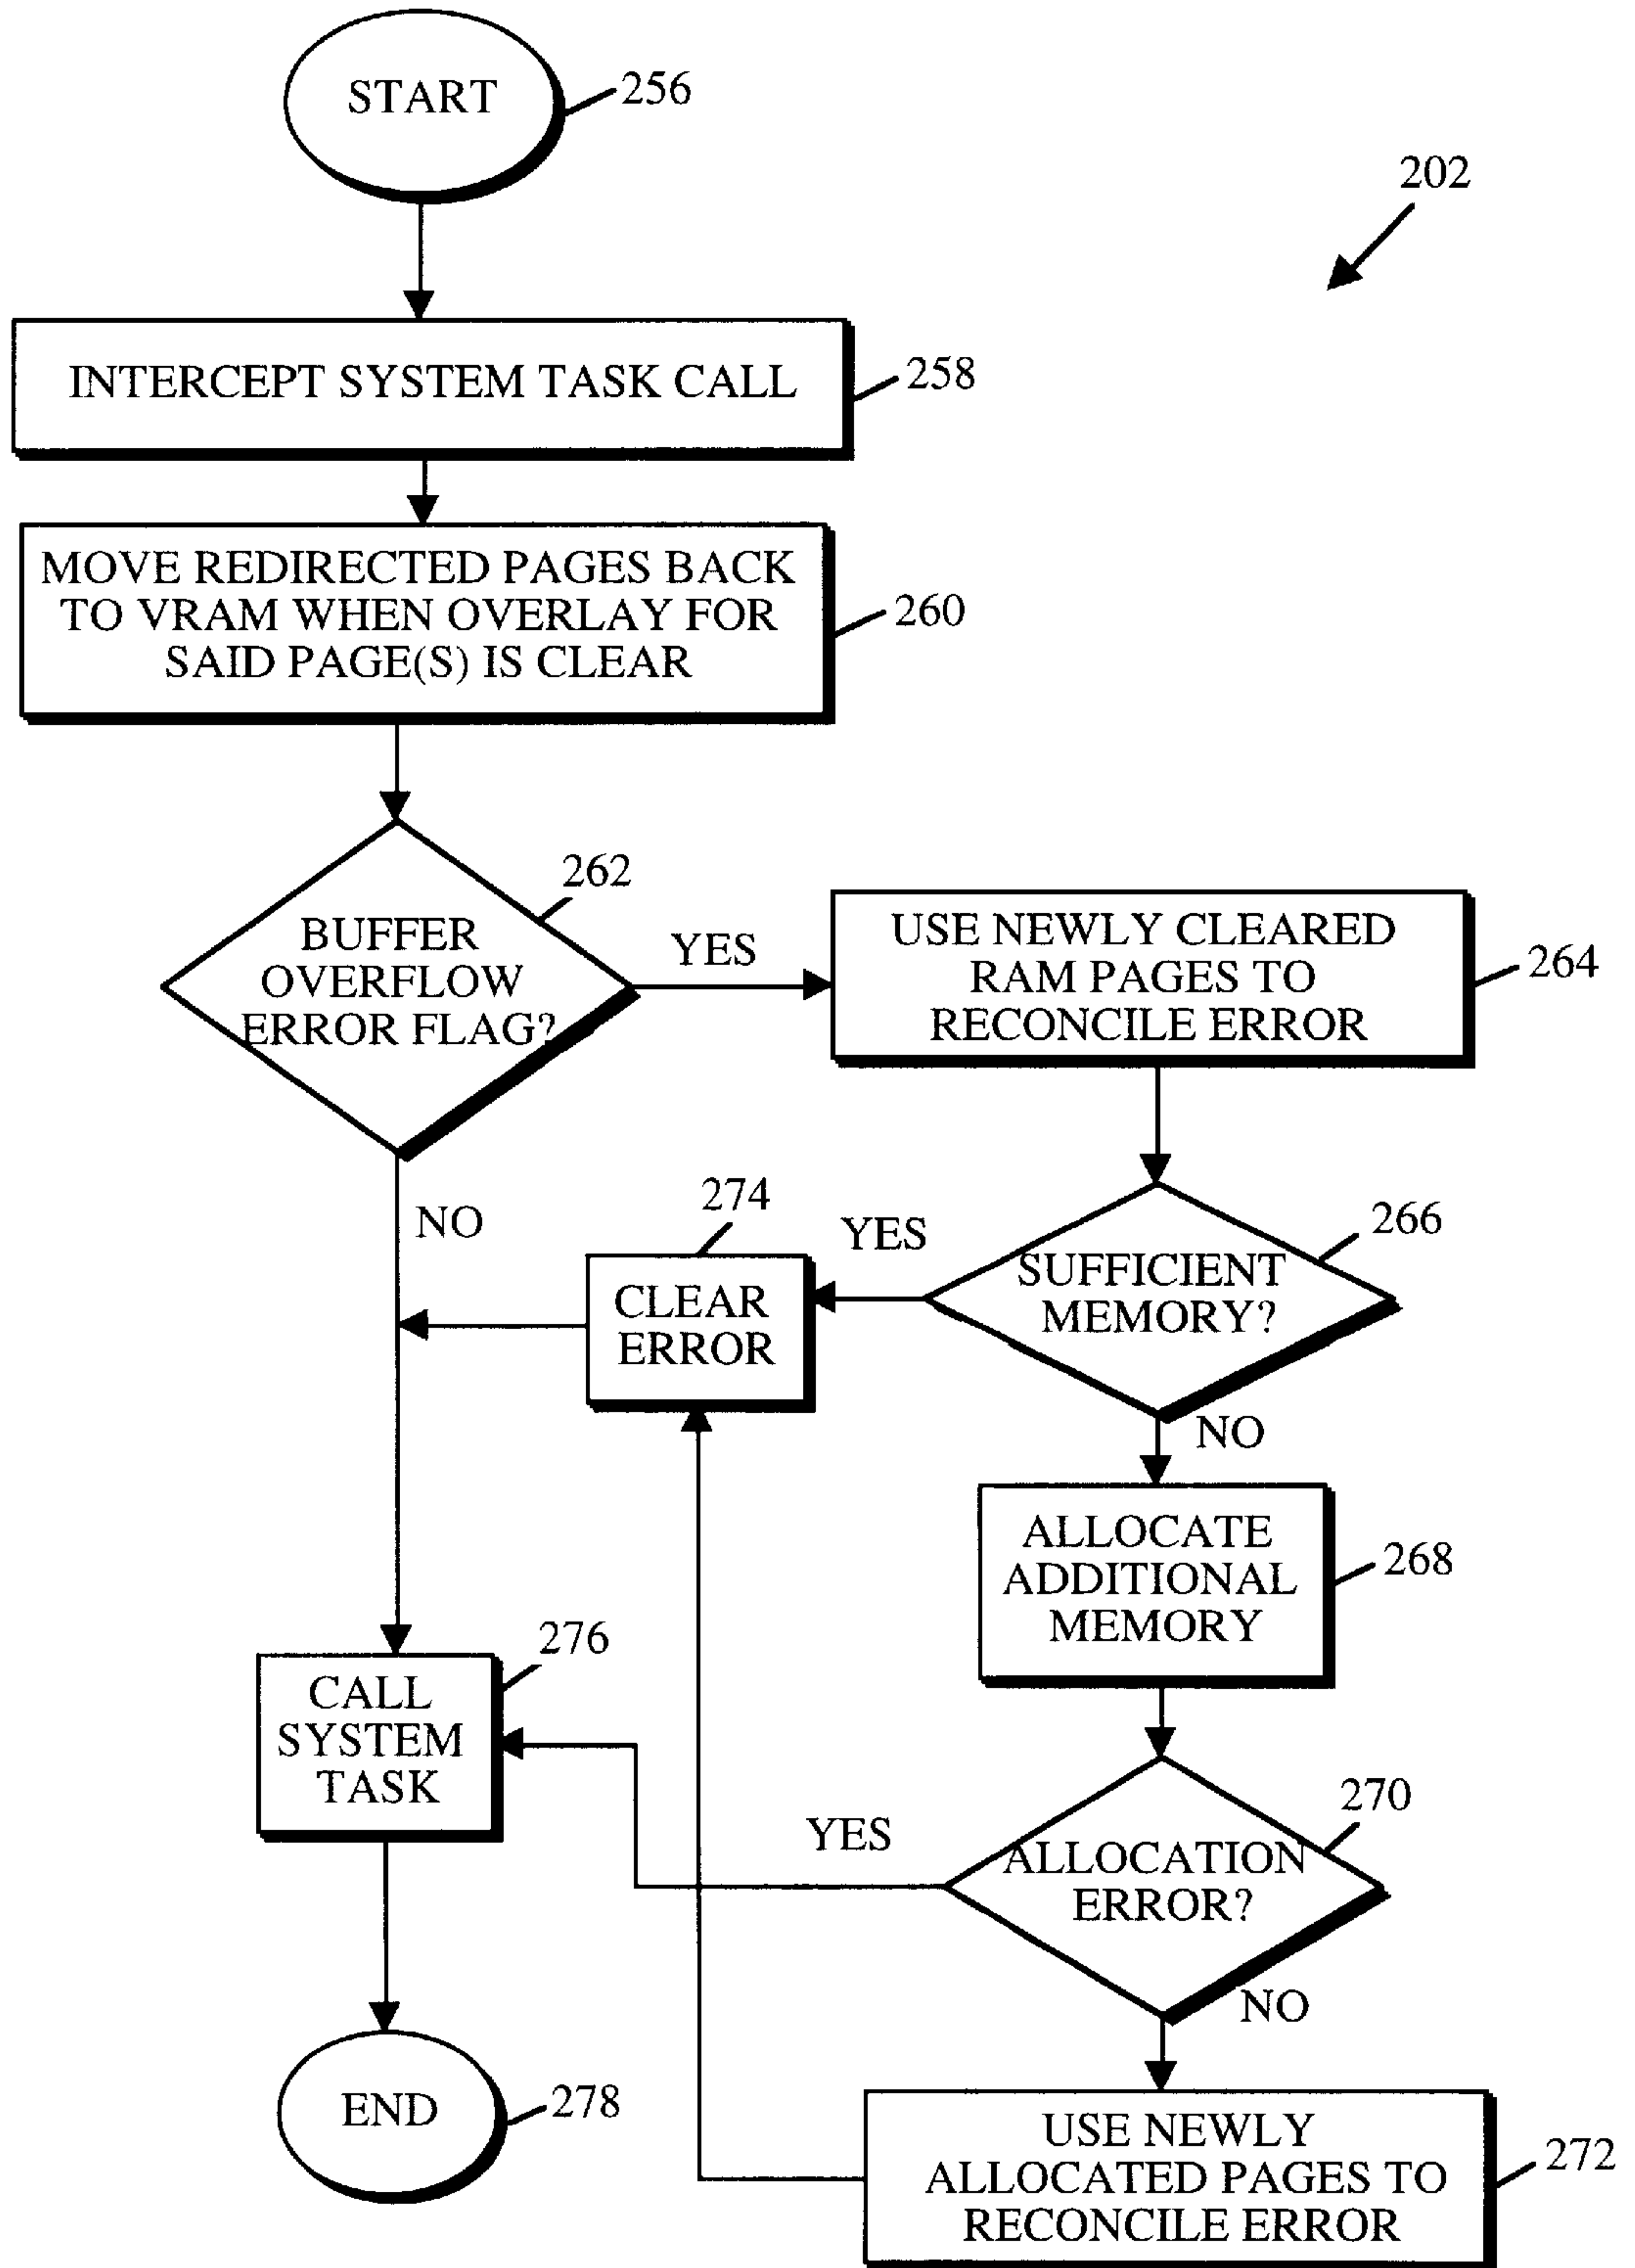 START
256
202
INTERCEPT SYSTEM TASK CALL
258
MOVE REDIRECTED PAGES BACK
TO VRAM WHEN OVERLAY FOR
SAID PAGE(S) IS CLEAR
260
262
BUFFER
OVERFLOW
ERROR FLAG?
YES
USE NEWLY CLEARED
RAM PAGES TO
RECONCILE ERROR
264
NO
274
YES
266
CLEAR
ERROR
SUFFICIENT
MEMORY?
NO
ALLOCATE
ADDITIONAL
MEMORY
268
276
CALL
SYSTEM
TASK
YES
270
ALLOCATION
ERROR?
NO
END
278
USE NEWLY
ALLOCATED PAGES TO
RECONCILE ERROR
272